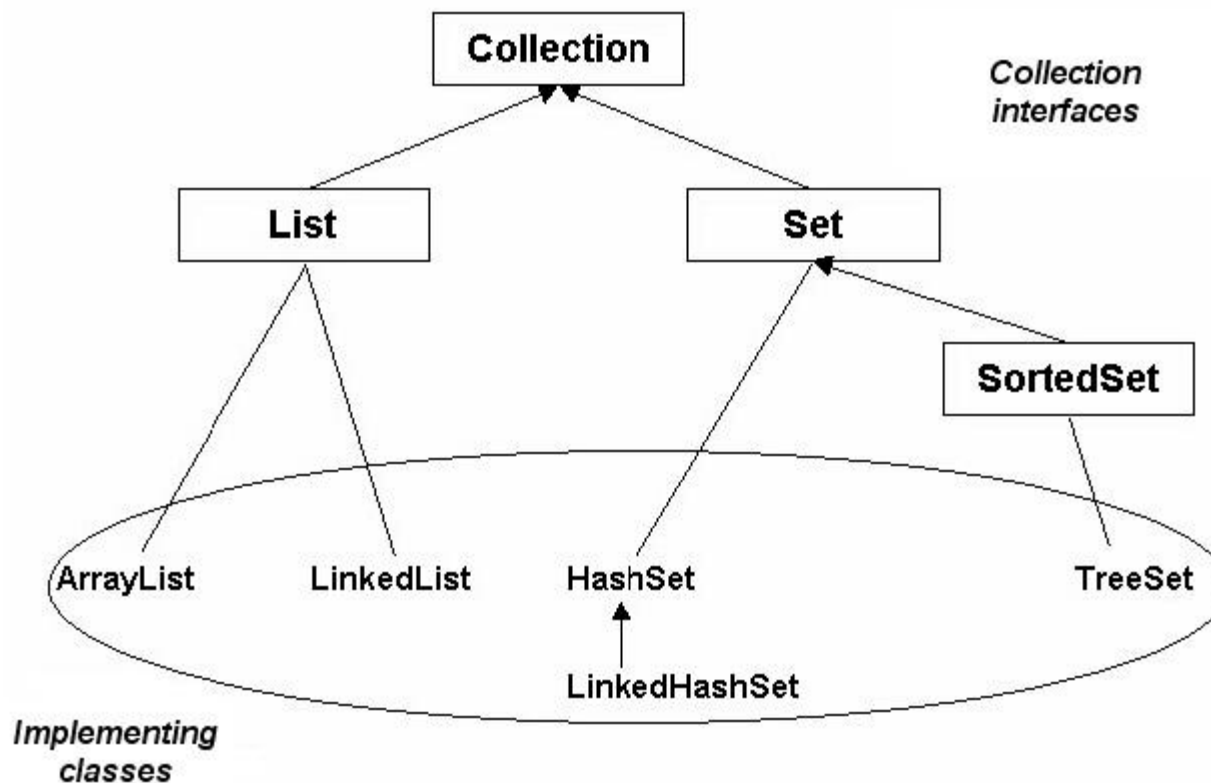 Collection
Collection
interfaces
List
Set
SortedSet
ArrayList
LinkedList
HashSet
TreeSet
LinkedHashSet
Implementing
classes